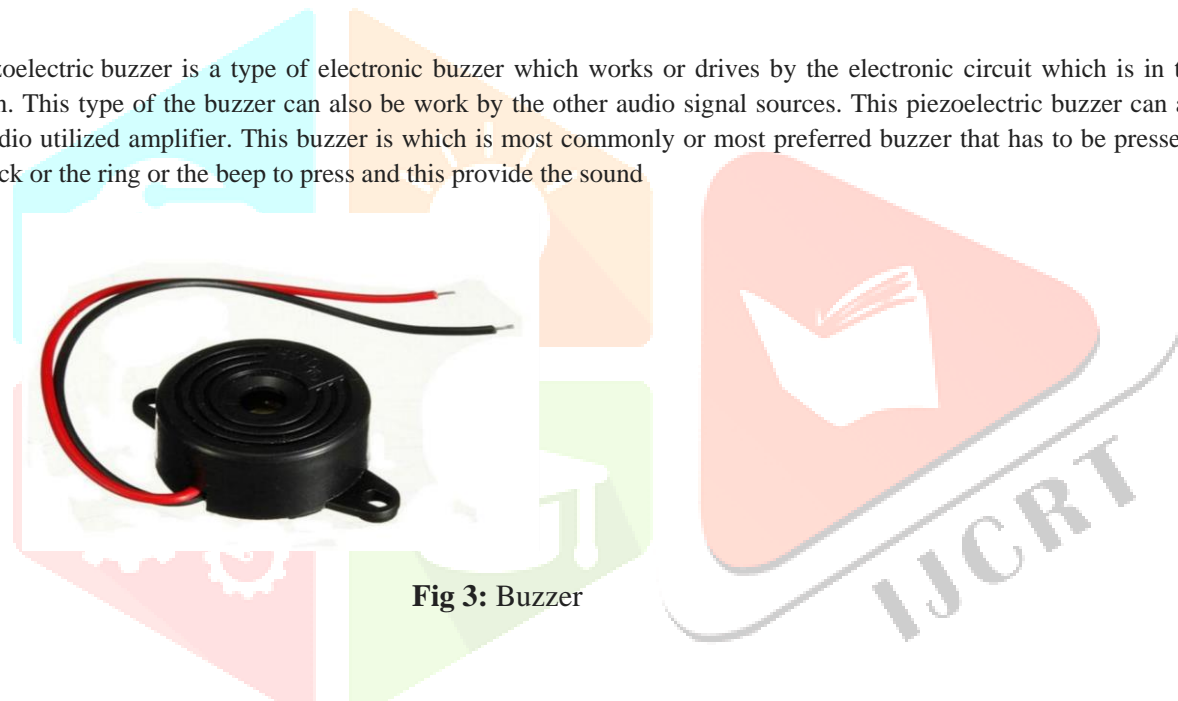 zoelectric buzzer is a type of electronic buzzer which works or drives by the electronic circuit which is in t
n. This type of the buzzer can also be work by the other audio signal sources. This piezoelectric buzzer can a
dio utilized amplifier. This buzzer is which is most commonly or most preferred buzzer that has to be presse
ck or the ring or the beep to press and this provide the sound
Fig 3: Buzzer
IJCRT